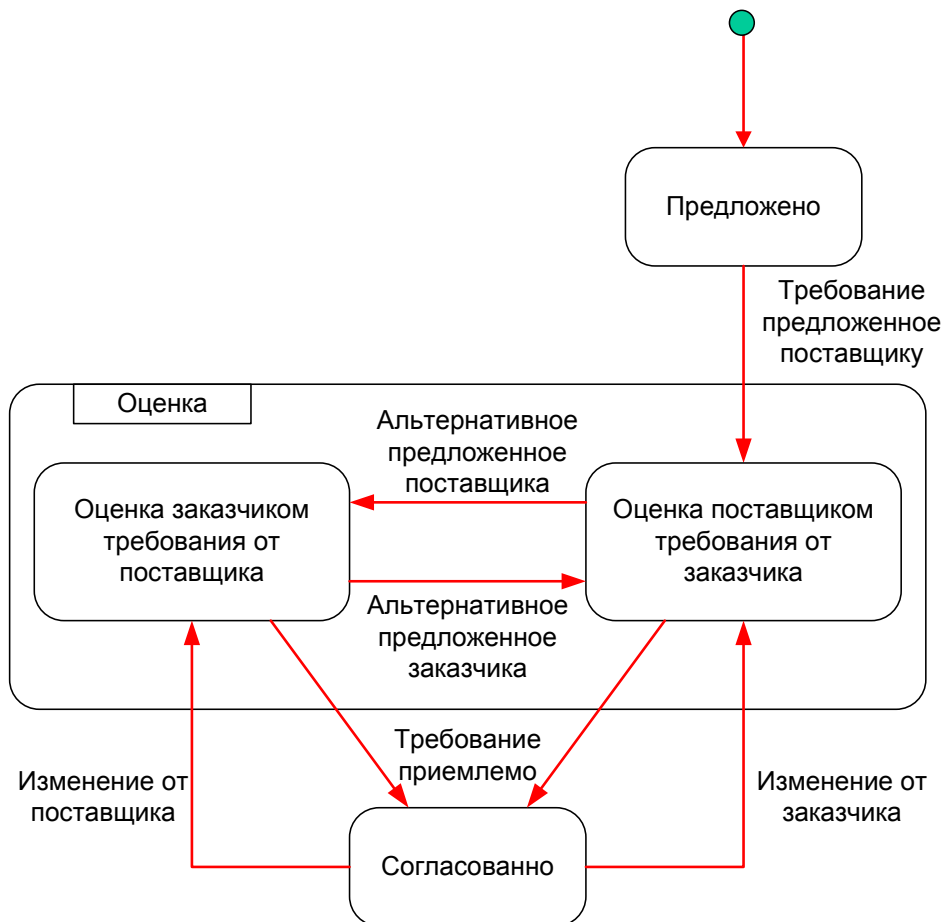 Предложено
Требование
предложенное
поставщику
Оценка
Альтернативное
предложенное
поставщика
Оценка заказчиком
требования от
поставщика
Оценка поставщиком
требования от
заказчика
Альтернативное
предложенное
заказчика
Требование
приемлемо
Изменение от
поставщика
Изменение от
заказчика
Согласованно